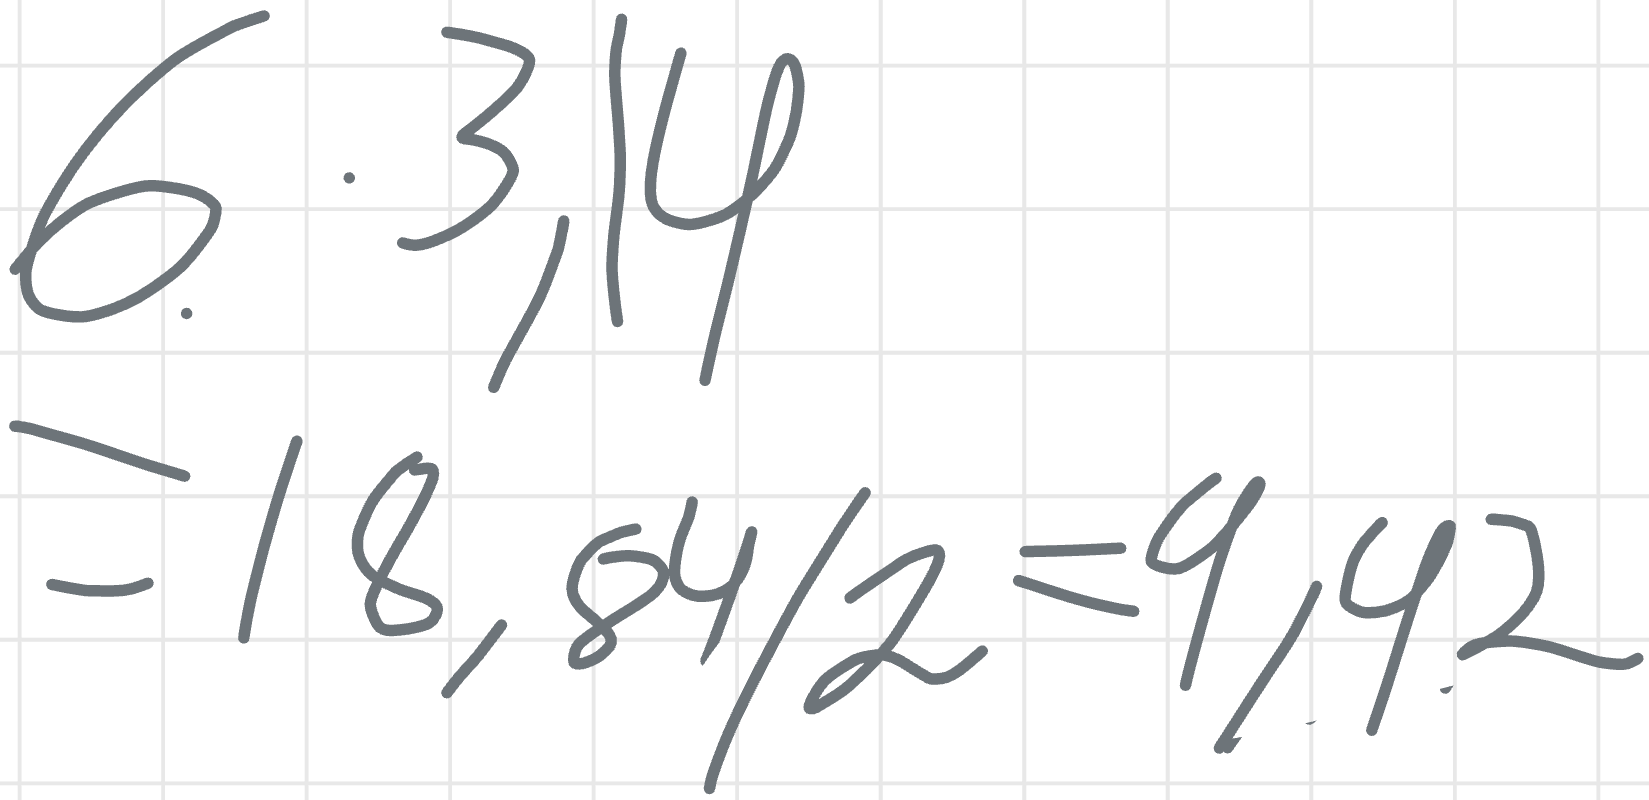 6 · 3,14
= 18,84/2 = 9,42